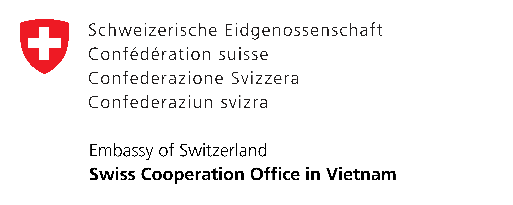 Schweizerische Eidgenossenschaft
Confédération suisse
Confederazione Svizzera
Confederaziun svizra
Embassy of Switzerland
Swiss Cooperation Office in Vietnam